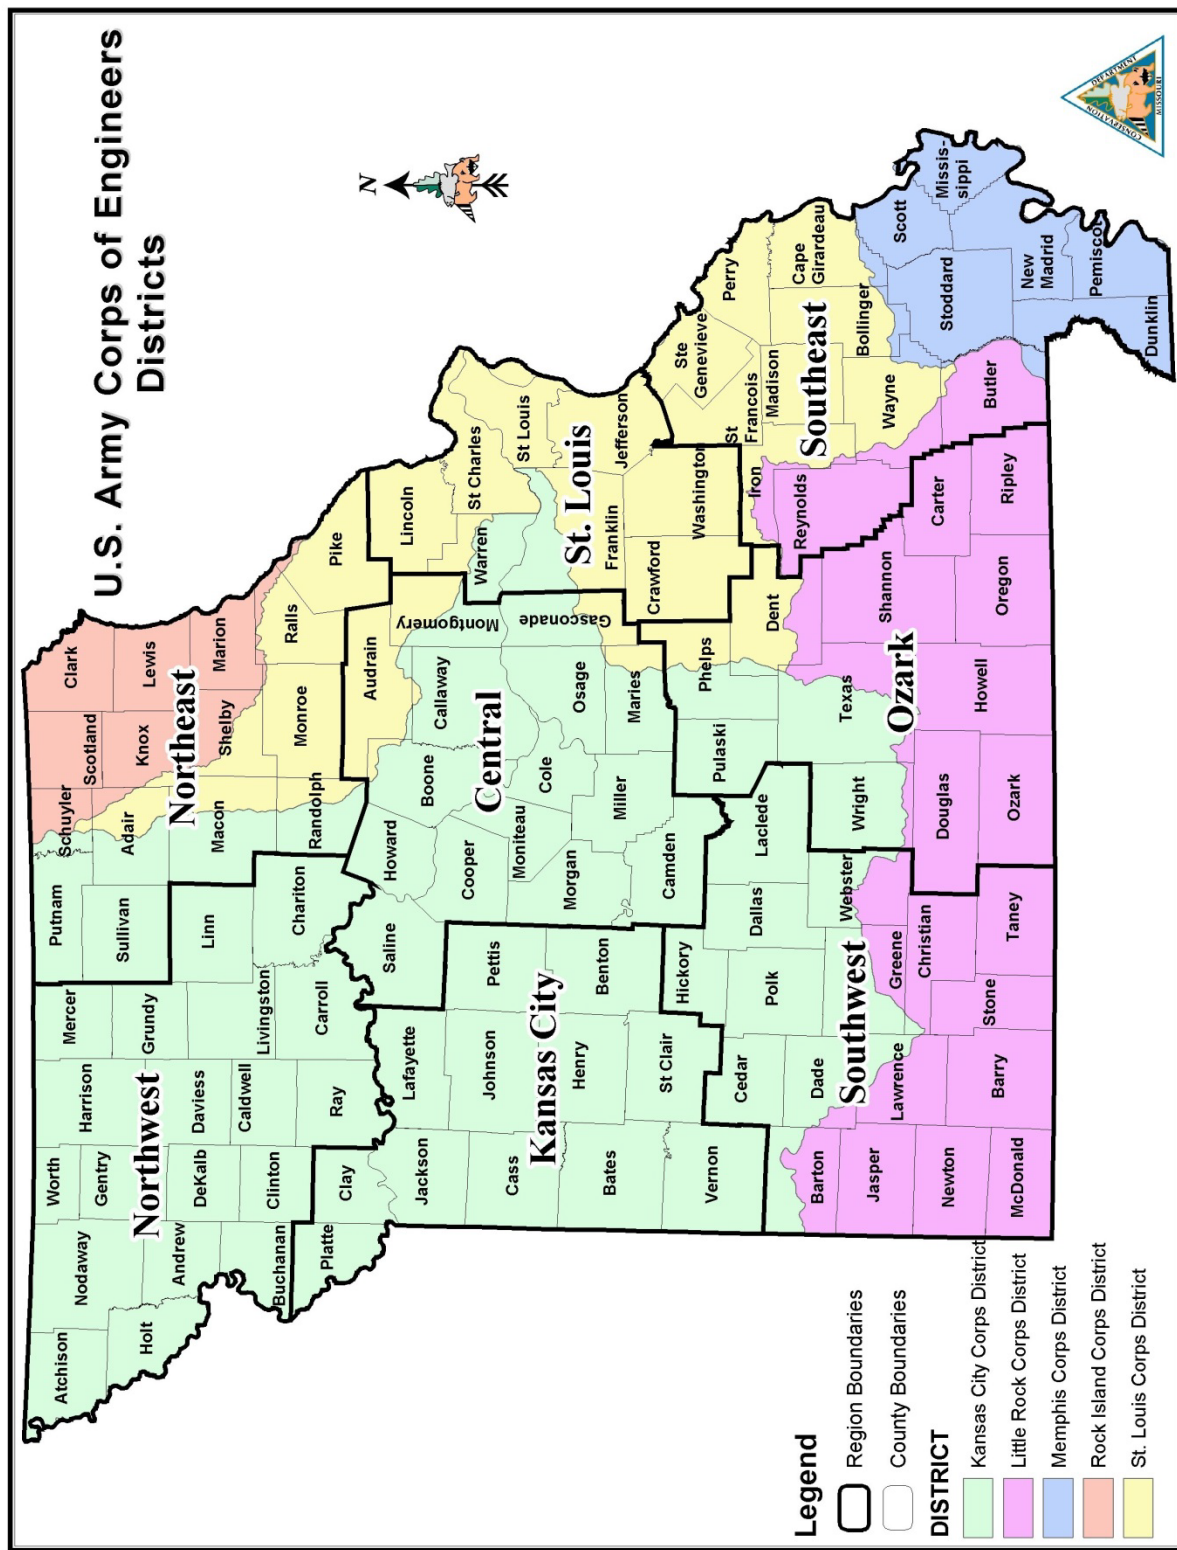 U.S. Army Corps of Engineers
Districts
N
Atchison
Nodaway
Worth
Harrison
Mercer
Putnam
Schuyler
Scotland
Clark
Holt
Gentry
Grundy
Sullivan
Adair
Knox
Lewis
Northwest
Northeast
Andrew
DeKalb
Daviess
Linn
Macon
Shelby
Marion
Buchanan
Clinton
Caldwell
Livingston
Chariton
Randolph
Monroe
Ralls
Platte
Clay
Ray
Carroll
Pike
Saline
Howard
Audrain
Jackson
Lafayette
Boone
Callaway
Montgomery
Lincoln
Warren
St Charles
St Louis
Cooper
Central
Cass
Johnson
Pettis
Moniteau
Cole
Osage
Gasconade
Franklin
Jefferson
St. Louis
Kansas City
Bates
Henry
Benton
Morgan
Miller
Maries
Crawford
Washington
Ste
Genevieve
Perry
St Clair
Hickory
Camden
Phelps
Vernon
Cedar
Dallas
Laclede
Pulaski
Dent
Iron
St
Francois
Madison
Cape
Girardeau
Southeast
Bollinger
Barton
Dade
Polk
Webster
Wright
Texas
Reynolds
Wayne
Southwest
Ozark
Jasper
Lawrence
Greene
Christian
Douglas
Shannon
Carter
Butler
Stoddard
Scott
Missis-
sippi
Newton
Barry
Stone
Taney
Ozark
Howell
Oregon
Ripley
New
Madrid
McDonald
Dunklin
Pemiscot
Legend
Region Boundaries
County Boundaries
DISTRICT
Kansas City Corps District
Little Rock Corps District
Memphis Corps District
Rock Island Corps District
St. Louis Corps District
MISSOURI
DEPARTMENT
CONSERVATION